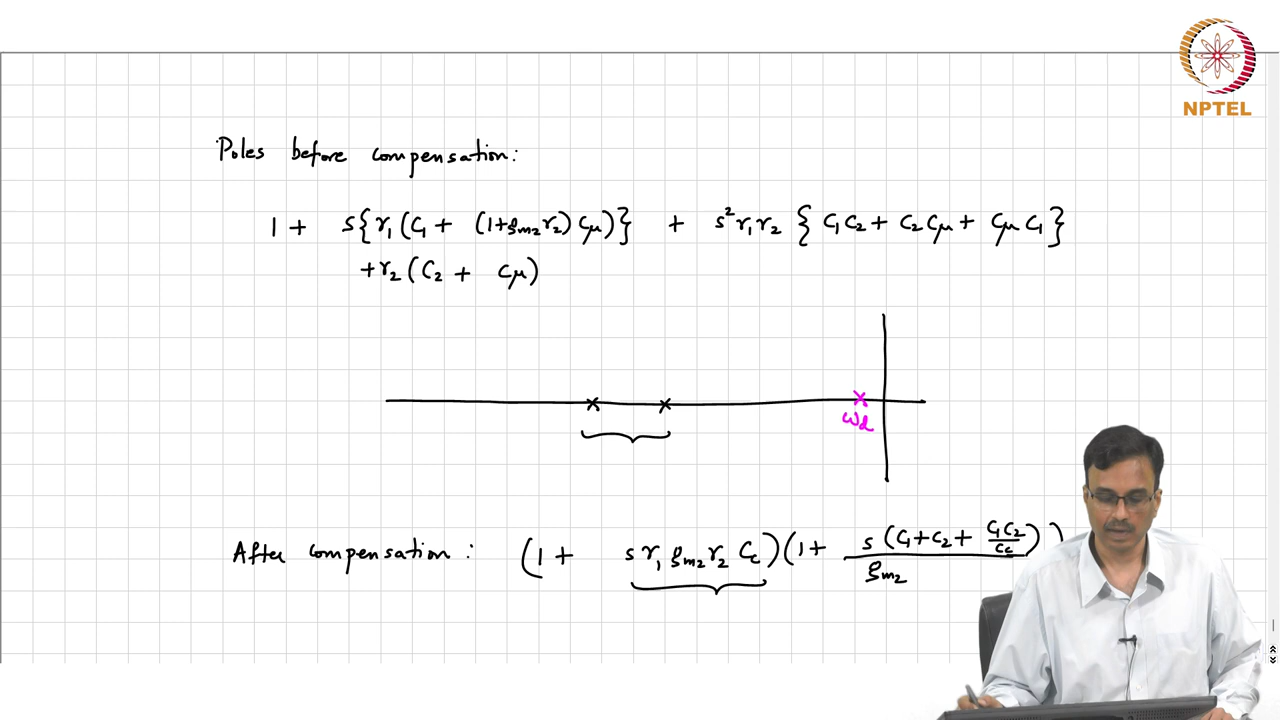 NPTEL
Poles before compensation:
1 + s{r₁(C₁ + (1+gm₂r₂)Cμ)} + s²r₁r₂ { C₁C₂ + C₂Cμ + CμC₁ }
+r₂(C₂ + Cμ)
ωd
After compensation: (1 + s r₁ gm₂ r₂ Cc)(1 + s(C₁+C₂+ C₁C₂/Cc)/gm₂)